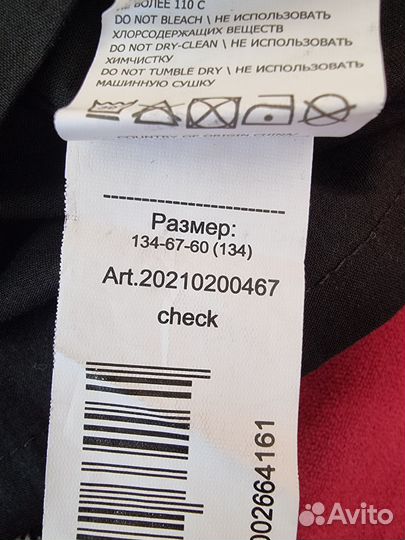 НЕ БОЛЕЕ 110 С
DO NOT BLEACH \ НЕ ИСПОЛЬЗОВАТЬ
ХЛОРСОДЕРЖАЩИХ ВЕЩЕСТВ
DO NOT DRY-CLEAN / НЕ ИСПОЛЬЗОВАТЬ
ХИМЧИСТКУ
DO NOT TUMBLE DRY / НЕ ИСПОЛЬЗОВАТЬ
МАШИННУЮ СУШКУ
COUNTRY OF ORIGIN CHINA/
Размер:
134-67-60 (134)
Art.20210200467
check
002664161
Avito